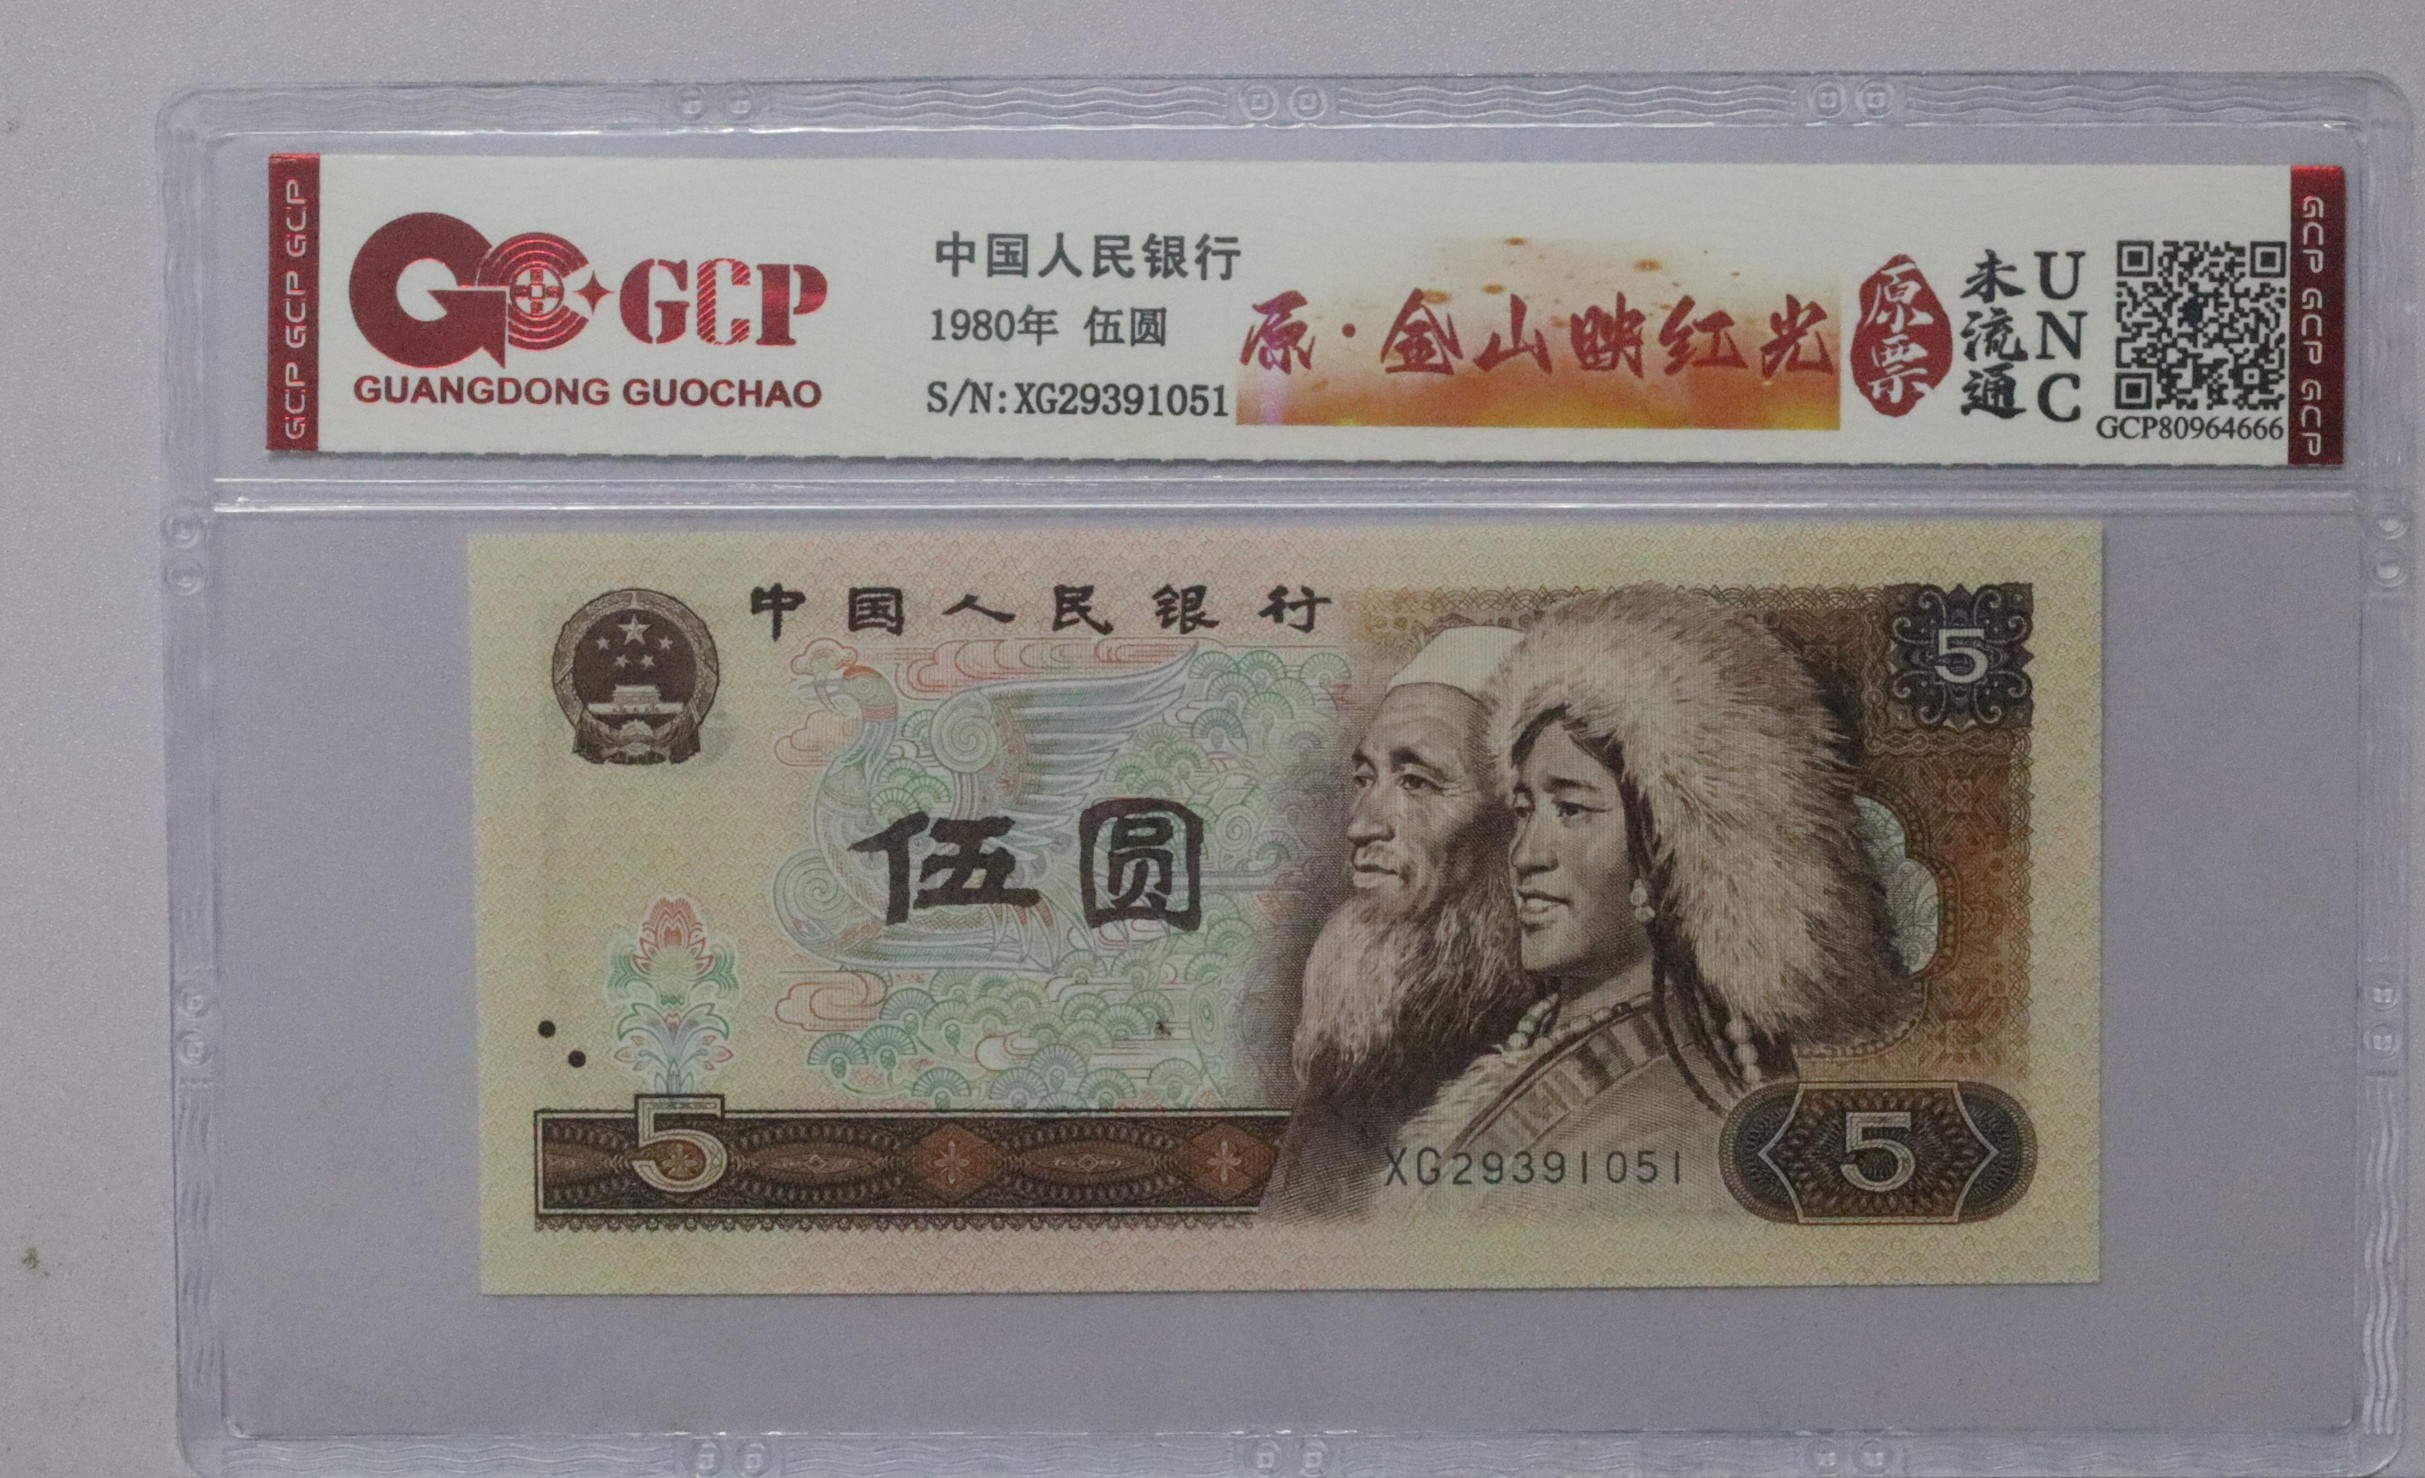 GCP GCP GCP
GCP
GUANGDONG GUOCHAO
中国人民银行
1980年 伍圆
S/N:XG29391051
原·金山映红光
原票
未流通
UNC
GCP80964666
GCP GCP GCP
中国人民银行
5
伍圆
5
XG29391051
5